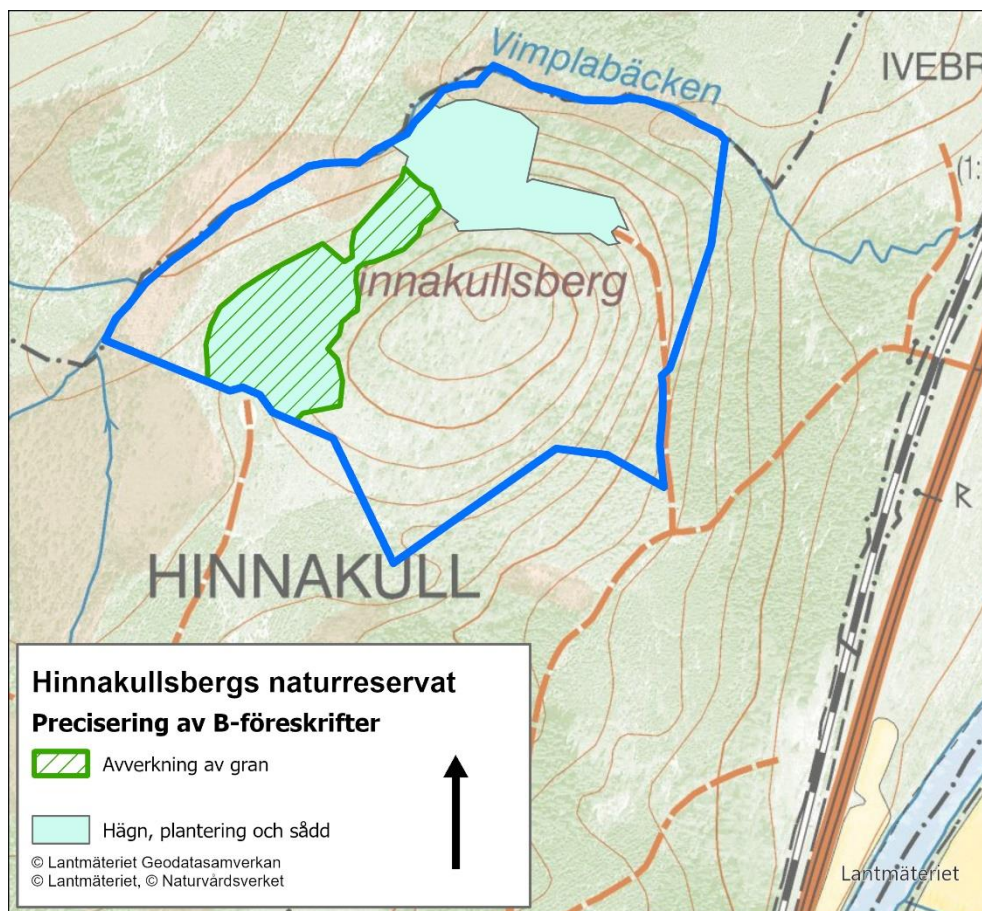 Vimplabäcken
IVEBR
(1:
innakullsberg
HINNAKULL
R
Hinnakullsbergs naturreservat
Precisering av B-föreskrifter
Avverkning av gran
Hägn, plantering och sådd
© Lantmäteriet Geodatasamverkan
© Lantmäteriet, © Naturvårdsverket
Lantmäteriet